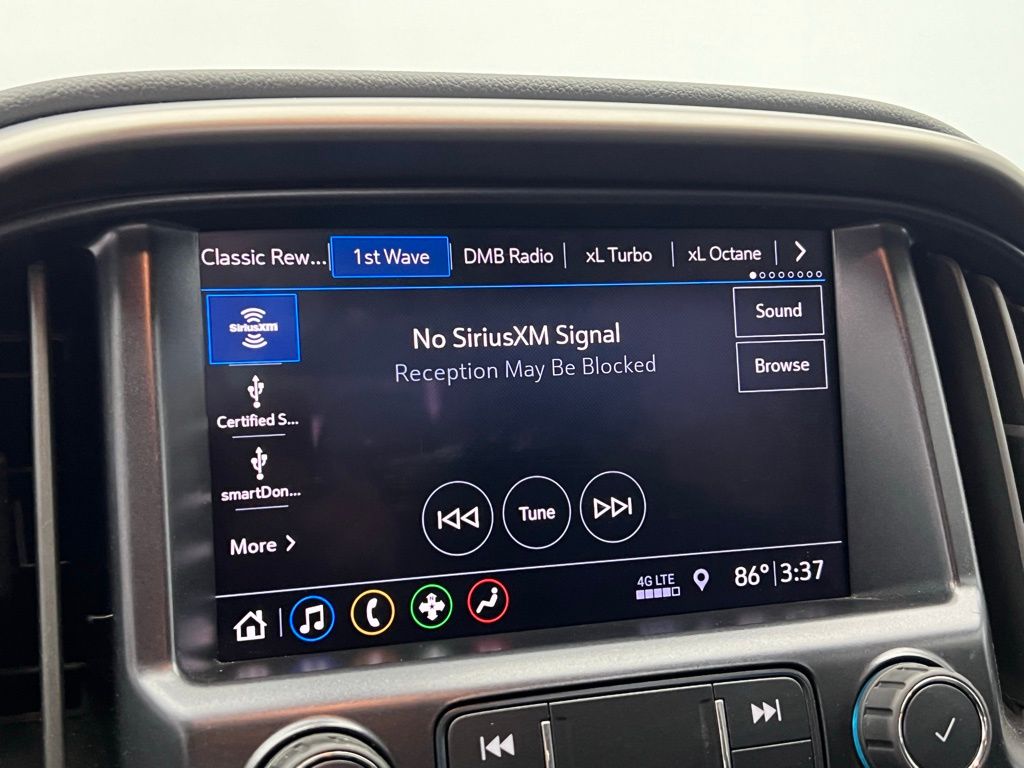 Classic Rew...
1st Wave
DMB Radio
xL Turbo
xL Octane
SiriusXM
No SiriusXM Signal
Sound
Reception May Be Blocked
Browse
Certified S...
smartDon...
Tune
More
4G LTE
86° 3:37